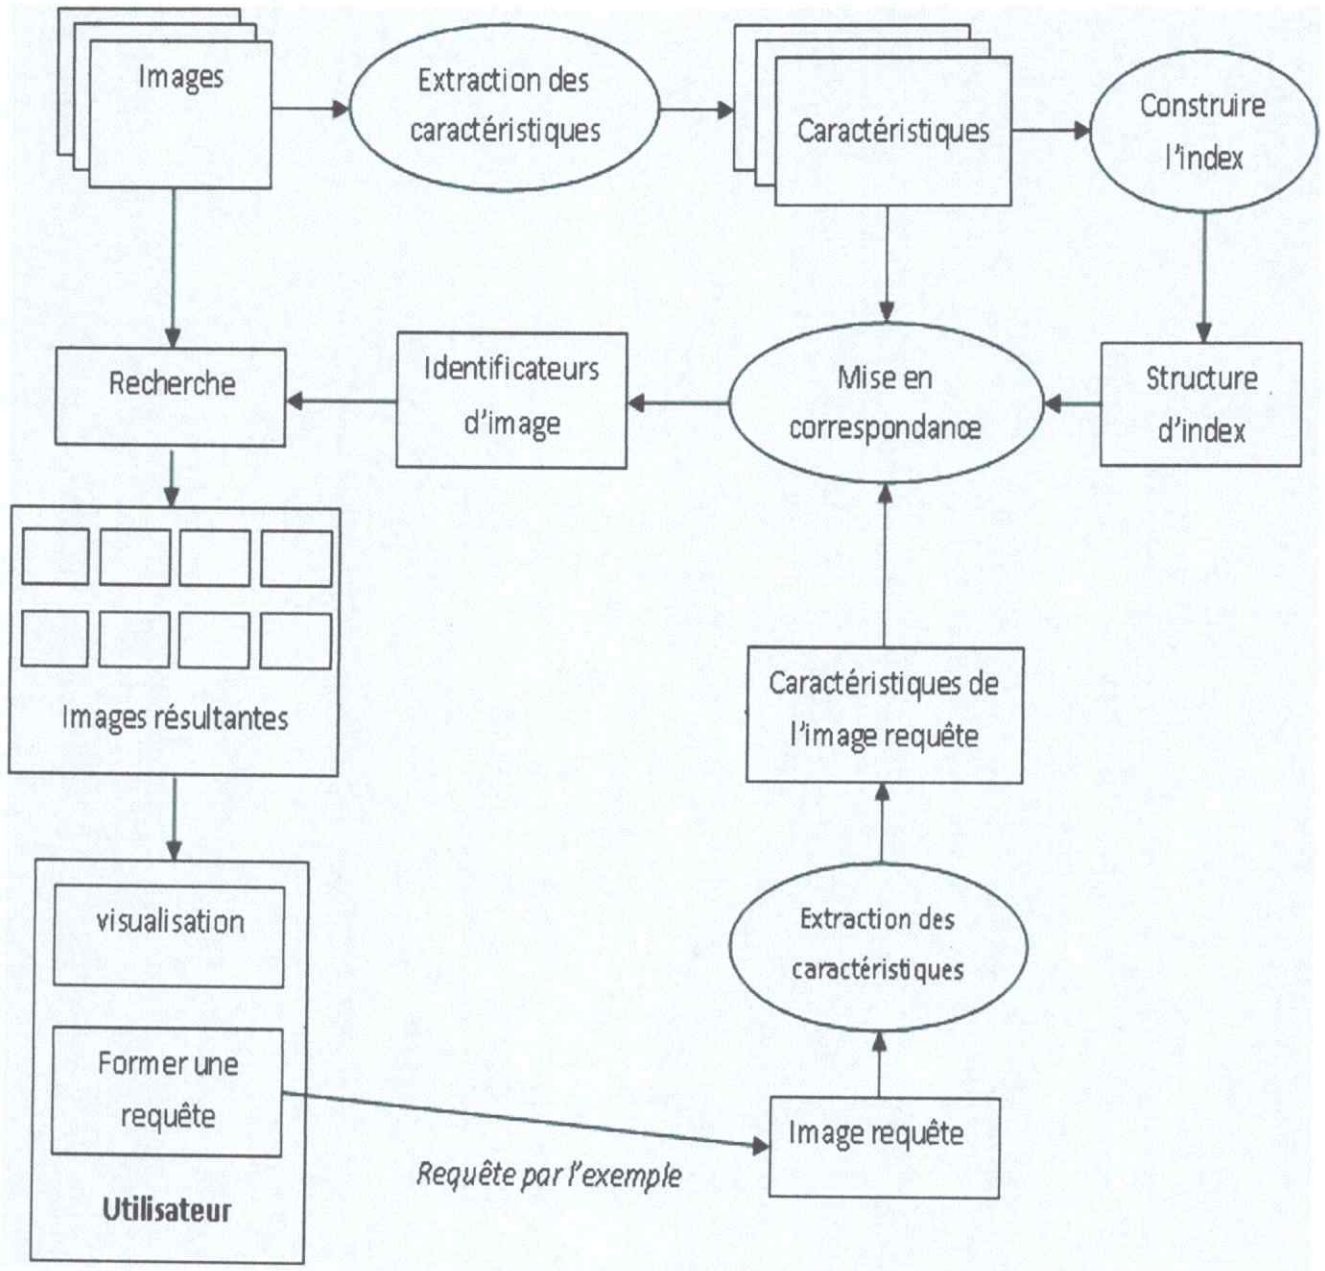 Images
Extraction des
caractéristiques
Caractéristiques
Construire
l'index
Recherche
Identificateurs
d'image
Mise en
correspondance
Structure
d'index
Images résultantes
Caractéristiques de
l'image requête
visualisation
Extraction des
caractéristiques
Former une
requête
Image requête
Requête par l'exemple
Utilisateur